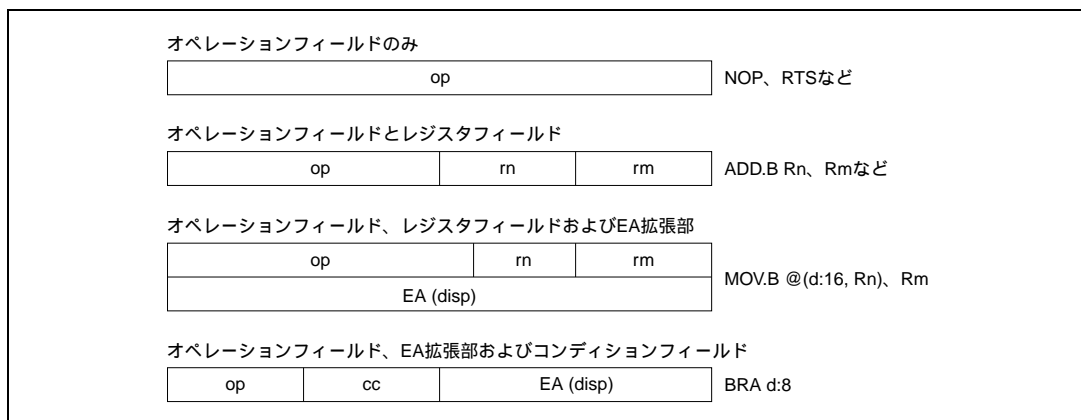 オペレーションフィールドのみ
op NOP、RTSなど
オペレーションフィールドとレジスタフィールド
op rn rm ADD.B Rn、Rmなど
オペレーションフィールド、レジスタフィールドおよびEA拡張部
op rn rm
EA (disp)
MOV.B @(d:16, Rn)、Rm
オペレーションフィールド、EA拡張部およびコンディションフィールド
op cc EA (disp) BRA d:8